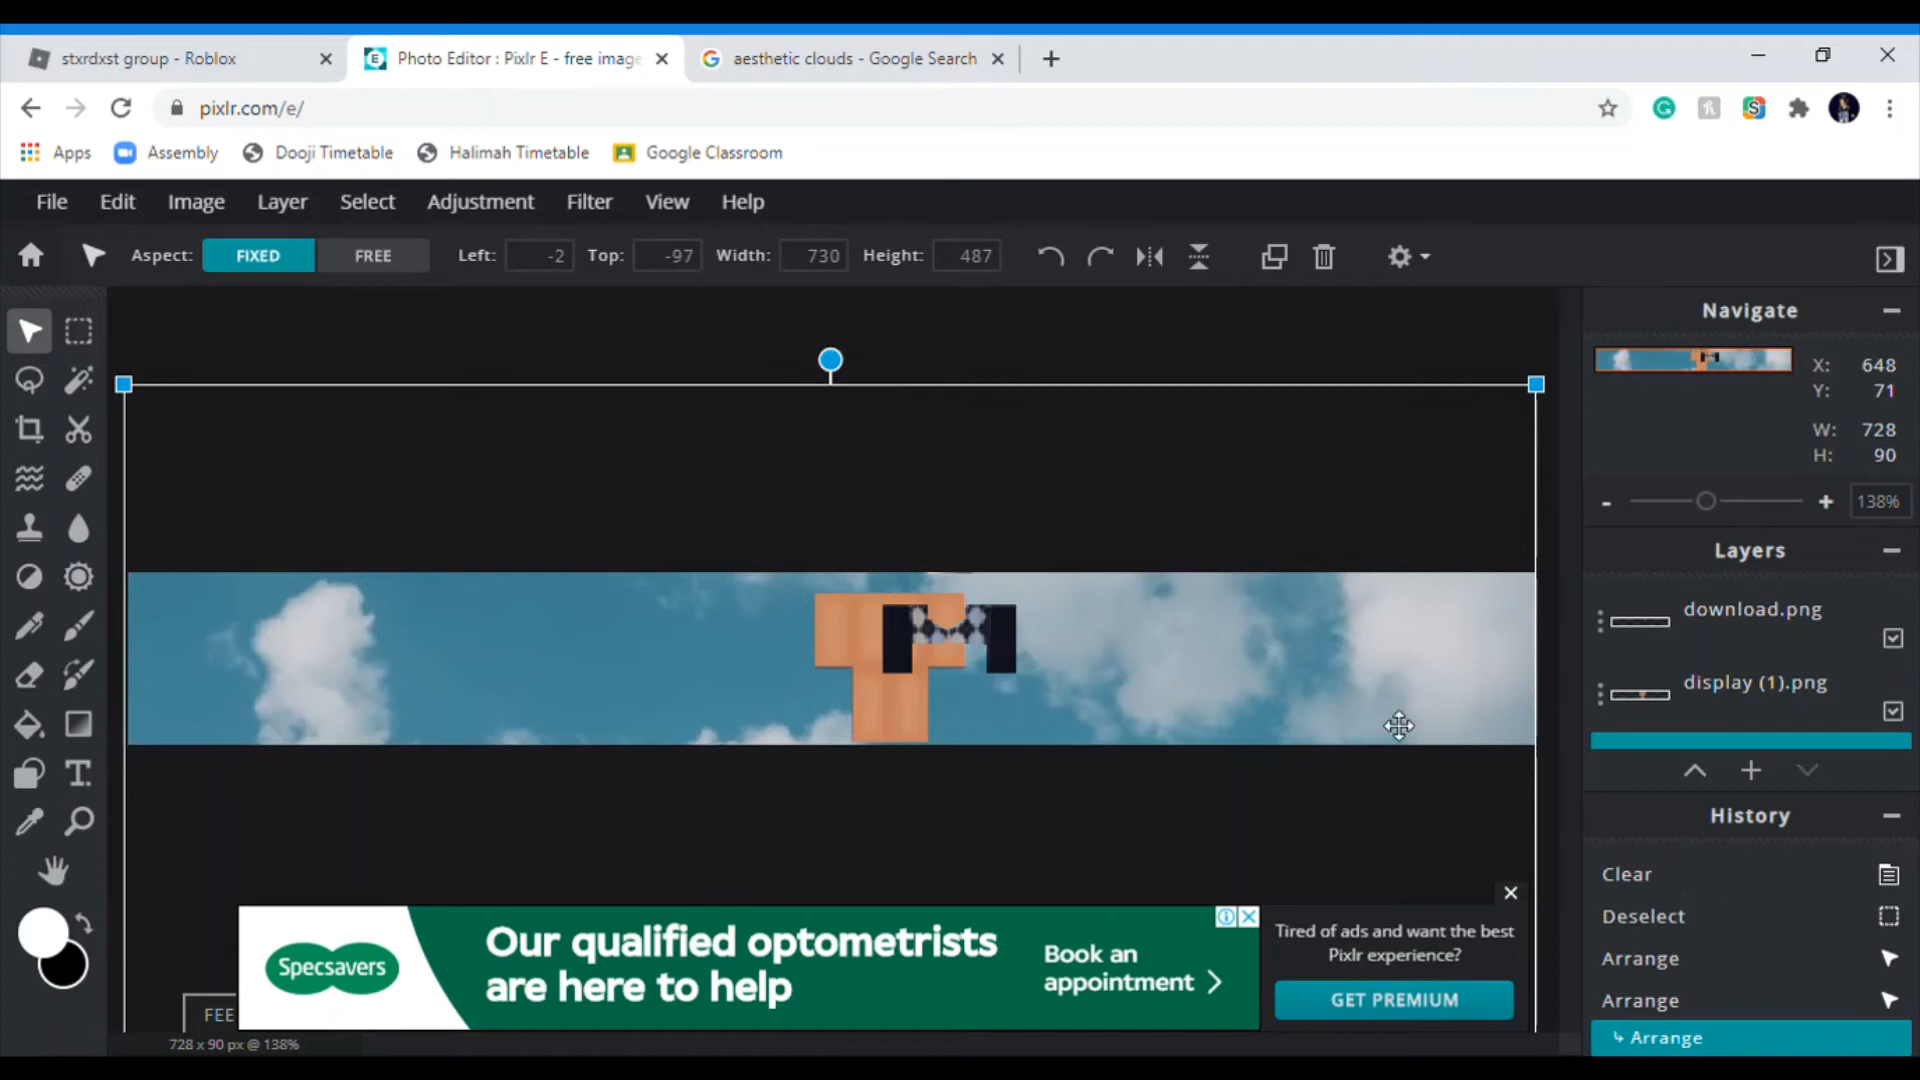 stxrdxst group - Roblox
Photo Editor : Pixlr E - free image
aesthetic clouds - Google Search
pixlr.com/e/
Apps
Assembly
Dooji Timetable
Halimah Timetable
Google Classroom
File Edit Image Layer Select Adjustment Filter View Help
Aspect: FIXED FREE Left: -2 Top: -97 Width: 730 Height: 487
Navigate
X: 648
Y: 71
W: 728
H: 90
- + 138%
Layers
download.png
display (1).png
History
Clear
Deselect
Arrange
Arrange
Arrange
Specsavers
Our qualified optometrists
are here to help
Book an
appointment
Tired of ads and want the best
Pixlr experience?
GET PREMIUM
FEE
728 x 90 px @ 138%